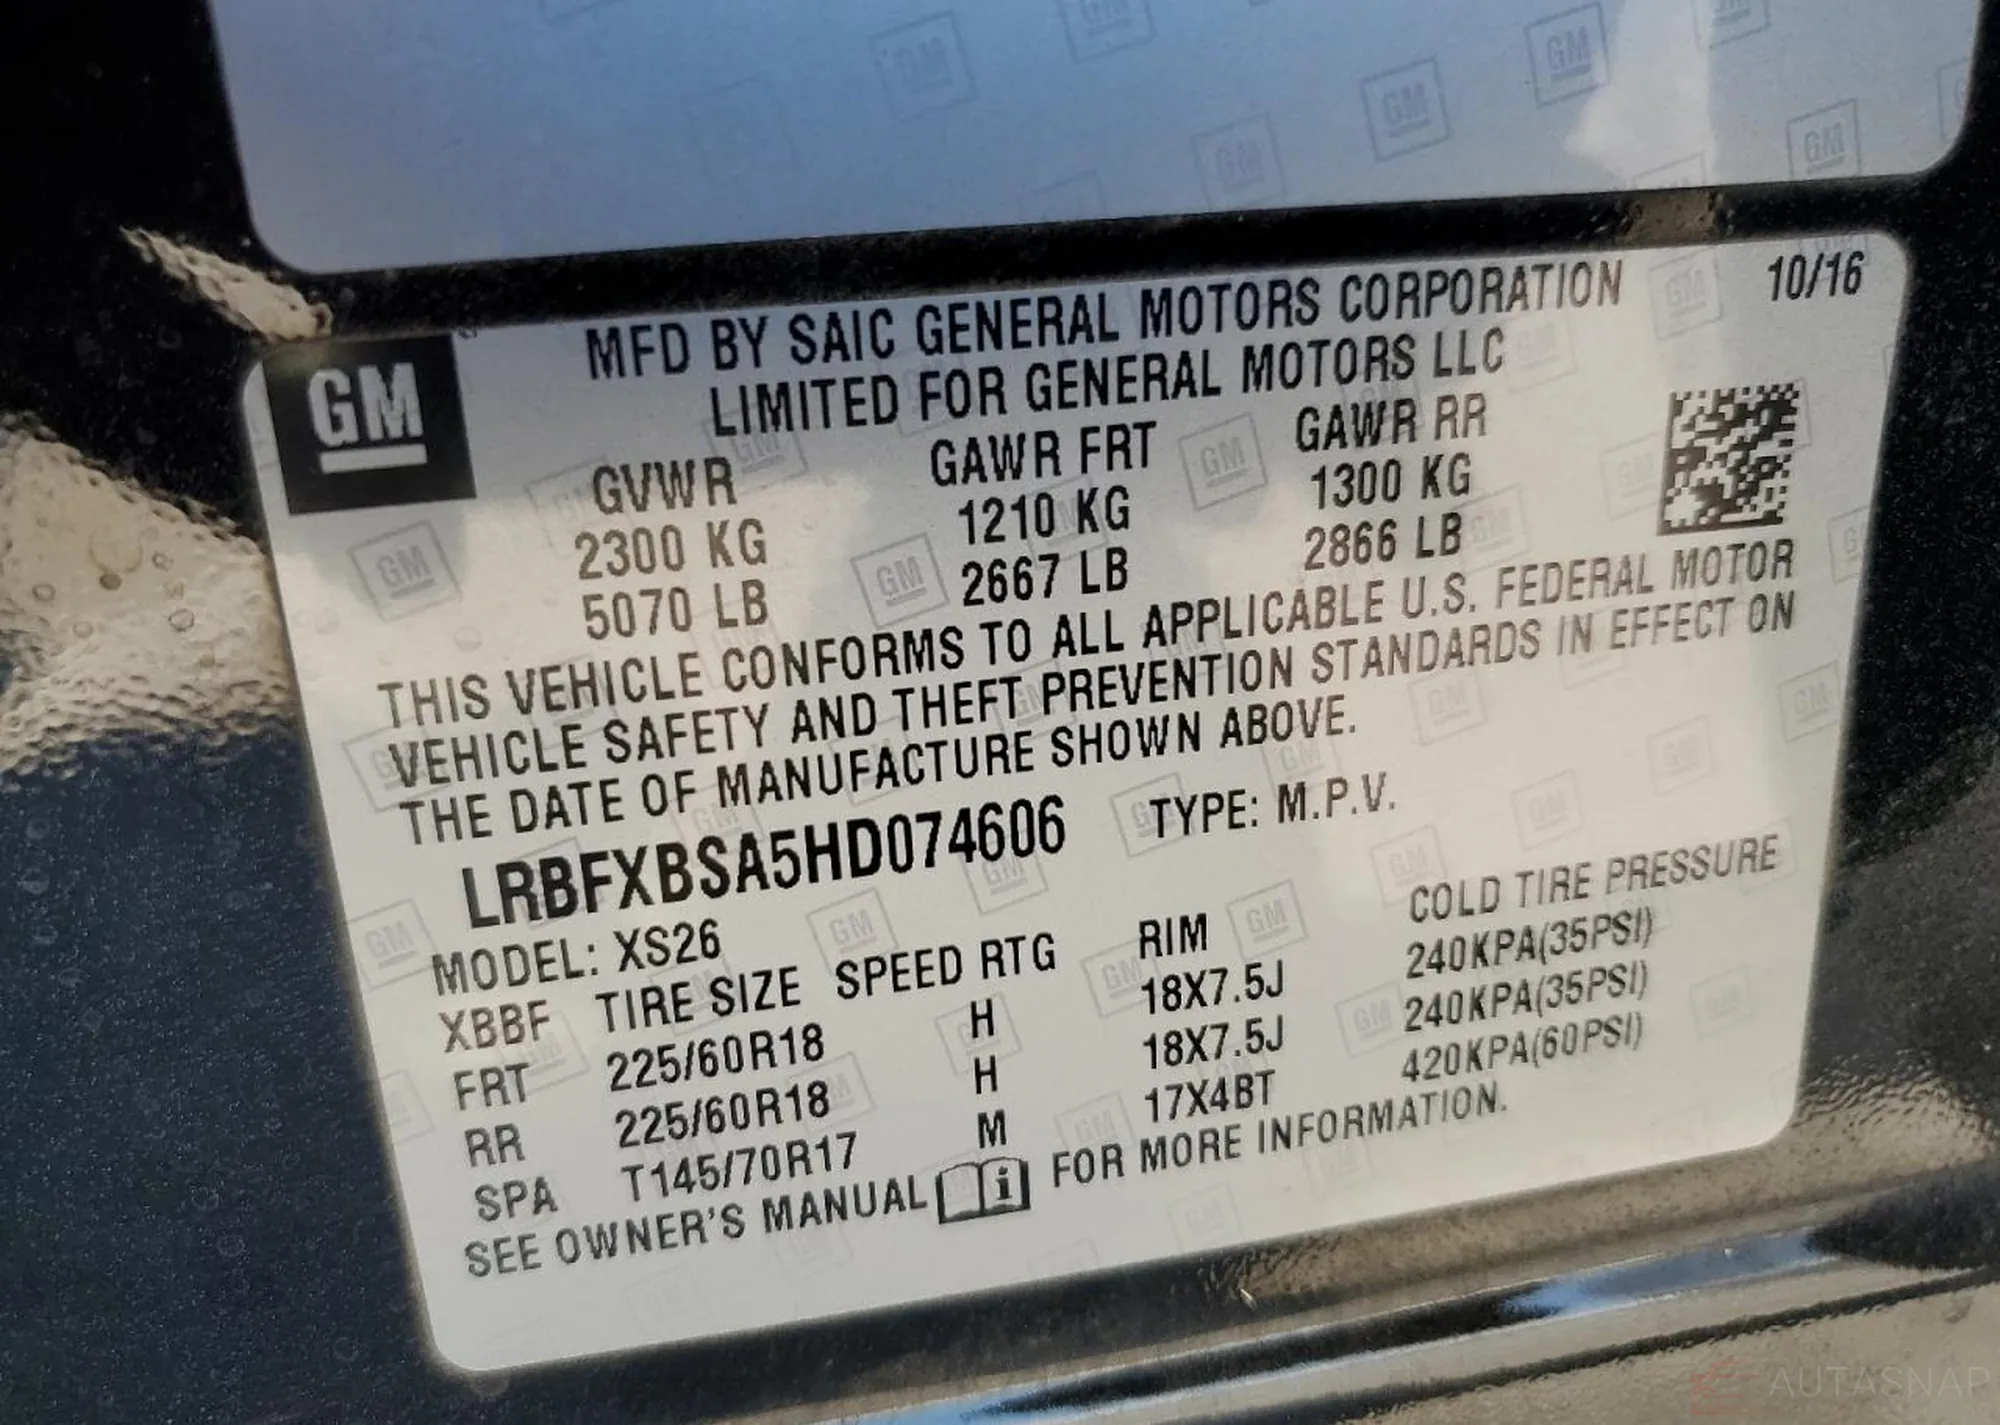 10/16
GM
MFD BY SAIC GENERAL MOTORS CORPORATION
LIMITED FOR GENERAL MOTORS LLC
GVWR GAWR FRT GAWR RR
2300 KG 1210 KG 1300 KG
5070 LB 2667 LB 2866 LB
THIS VEHICLE CONFORMS TO ALL APPLICABLE U.S. FEDERAL MOTOR
VEHICLE SAFETY AND THEFT PREVENTION STANDARDS IN EFFECT ON
THE DATE OF MANUFACTURE SHOWN ABOVE.
LRBFXBSA5HD074606 TYPE: M.P.V.
MODEL: XS26
XBBF TIRE SIZE SPEED RTG RIM COLD TIRE PRESSURE
FRT 225/60R18 H 18X7.5J 240KPA(35PSI)
RR 225/60R18 H 18X7.5J 240KPA(35PSI)
SPA T145/70R17 M 17X4BT 420KPA(60PSI)
SEE OWNER'S MANUAL i FOR MORE INFORMATION.
AUTASNAP